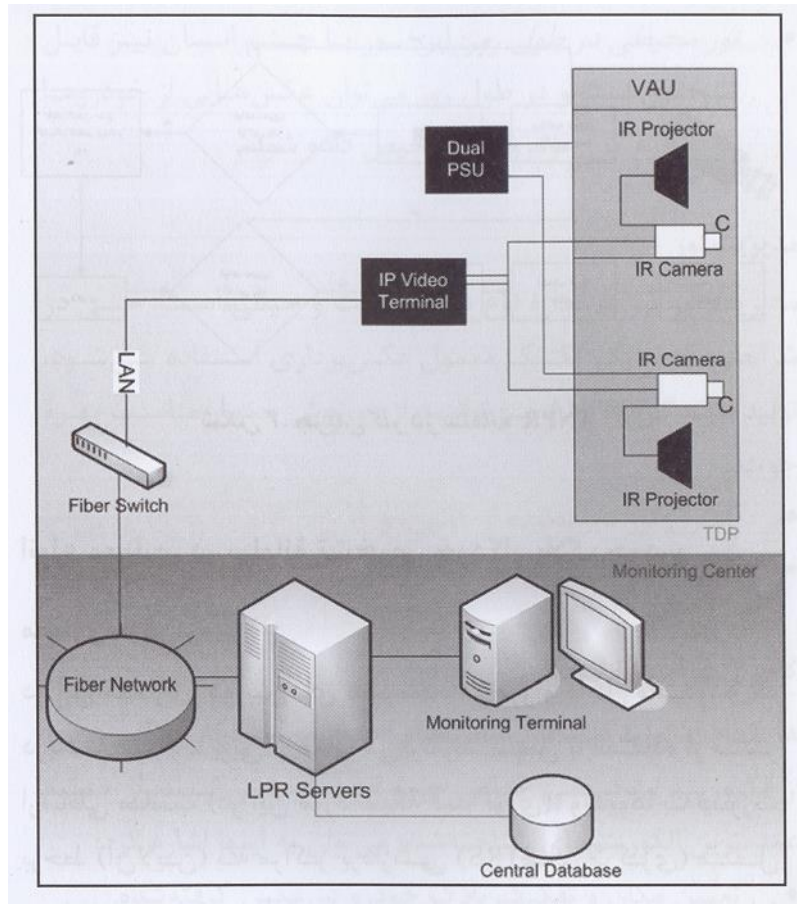 VAU
IR Projector
Dual
PSU
C
IR Camera
IP Video
Terminal
IR Camera
C
LAN
IR Projector
Fiber Switch
TDP
Monitoring Center
Fiber Network
Monitoring Terminal
LPR Servers
Central Database